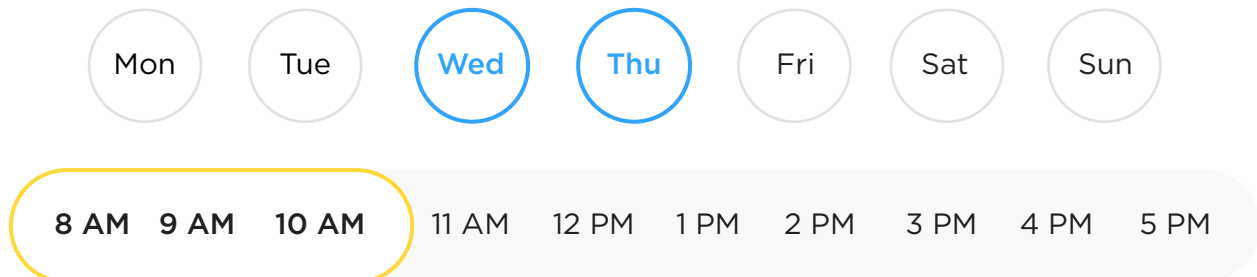 Mon Tue Wed Thu Fri Sat Sun
8 AM 9 AM 10 AM 11 AM 12 PM 1 PM 2 PM 3 PM 4 PM 5 PM